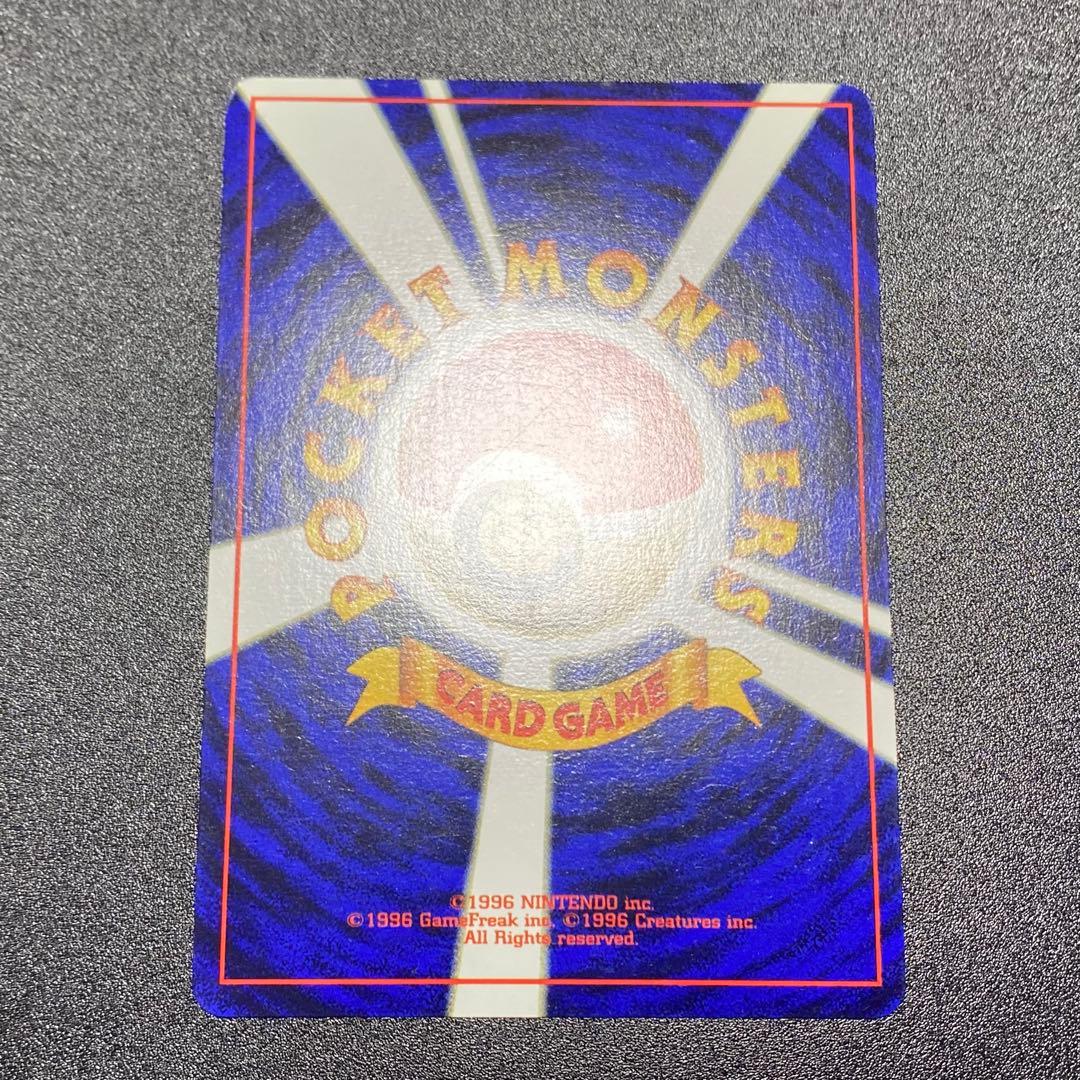 POCKET MONSTERS
CARD GAME
©1996 NINTENDO inc.
©1996 GameFreak inc. ©1996 Creatures inc.
All Rights reserved.